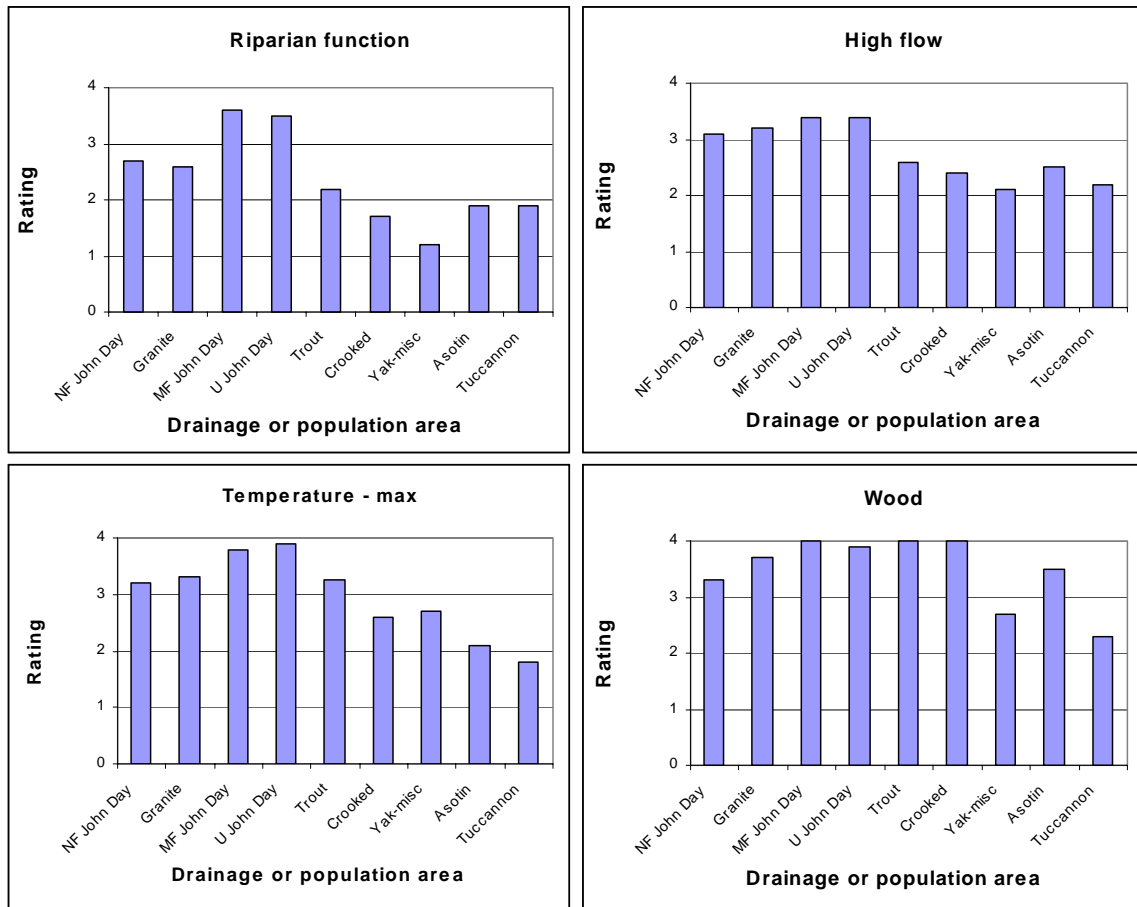 Riparian function
4
3
2
1
0
Rating
NF John Day
Granite
MF John Day
U John Day
Trout
Crooked
Yak-misc
Asotin
Tuccannon
Drainage or population area
High flow
4
3
2
1
0
Rating
NF John Day
Granite
MF John Day
U John Day
Trout
Crooked
Yak-misc
Asotin
Tuccannon
Drainage or population area
Temperature - max
4
3
2
1
0
Rating
NF John Day
Granite
MF John Day
U John Day
Trout
Crooked
Yak-misc
Asotin
Tuccannon
Drainage or population area
Wood
4
3
2
1
0
Rating
NF John Day
Granite
MF John Day
U John Day
Trout
Crooked
Yak-misc
Asotin
Tuccannon
Drainage or population area